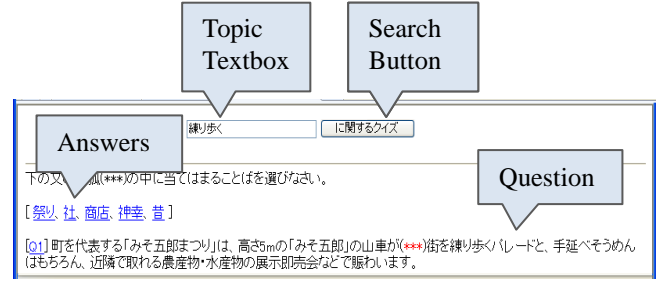 Topic
Textbox
Search
Button
練り歩く
に関するクイズ
Answers
下の文の 弧(***)の中に当てはまることばを選びなさい。
Question
[ 祭り、社、商店、神幸、昔 ]
[Q1] 町を代表する「みそ五郎まつり」は、高さ5mの「みそ五郎」の山車が(***)街を練り歩くパレードと、手延べそうめん
はもちろん、近隣で取れる農産物・水産物の展示即売会などで賑わいます。